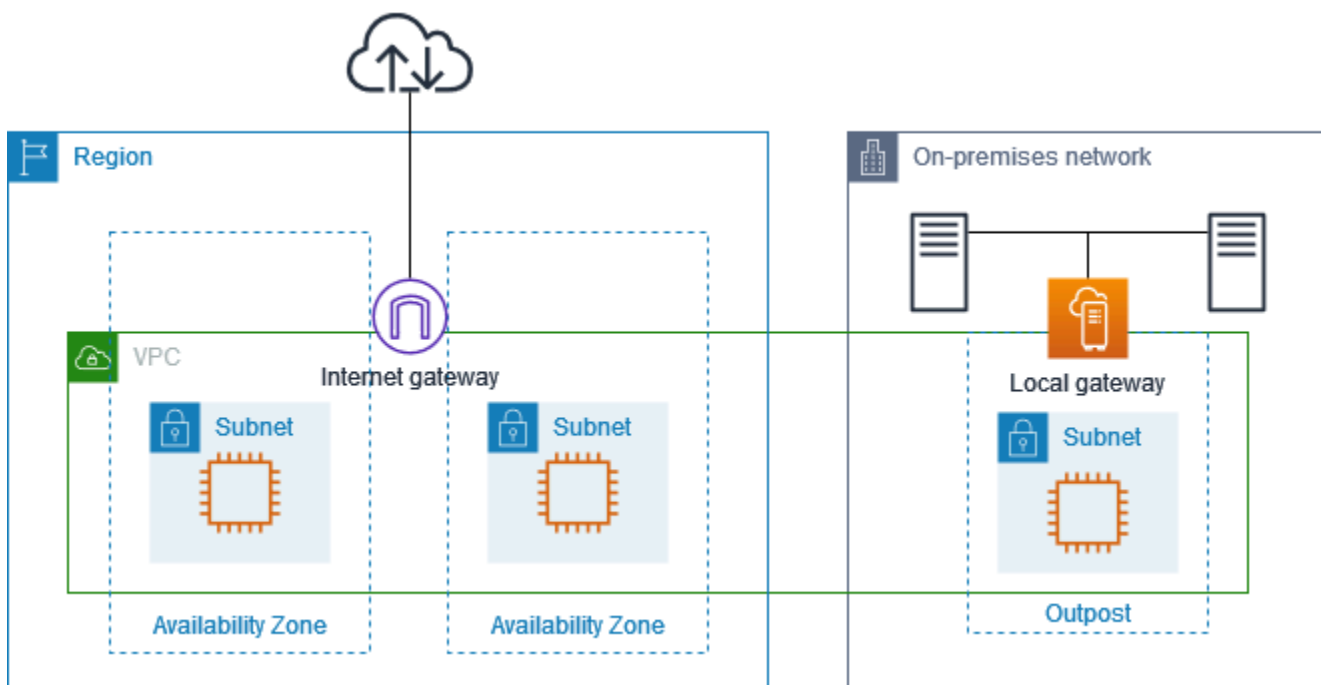 Region
On-premises network
VPC
Internet gateway
Local gateway
Subnet
Subnet
Subnet
Availability Zone
Availability Zone
Outpost